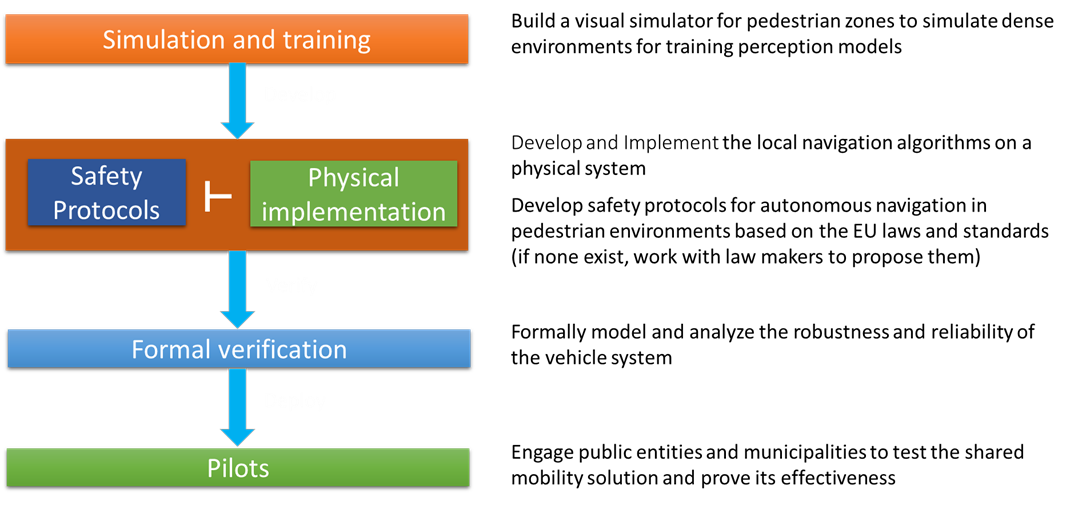 Simulation and training
Build a visual simulator for pedestrian zones to simulate dense
environments for training perception models
Safety
Protocols
⊢
Physical
implementation
Develop and Implement the local navigation algorithms on a
physical system
Develop safety protocols for autonomous navigation in
pedestrian environments based on the EU laws and standards
(if none exist, work with law makers to propose them)
Formal verification
Formally model and analyze the robustness and reliability of
the vehicle system
Pilots
Engage public entities and municipalities to test the shared
mobility solution and prove its effectiveness